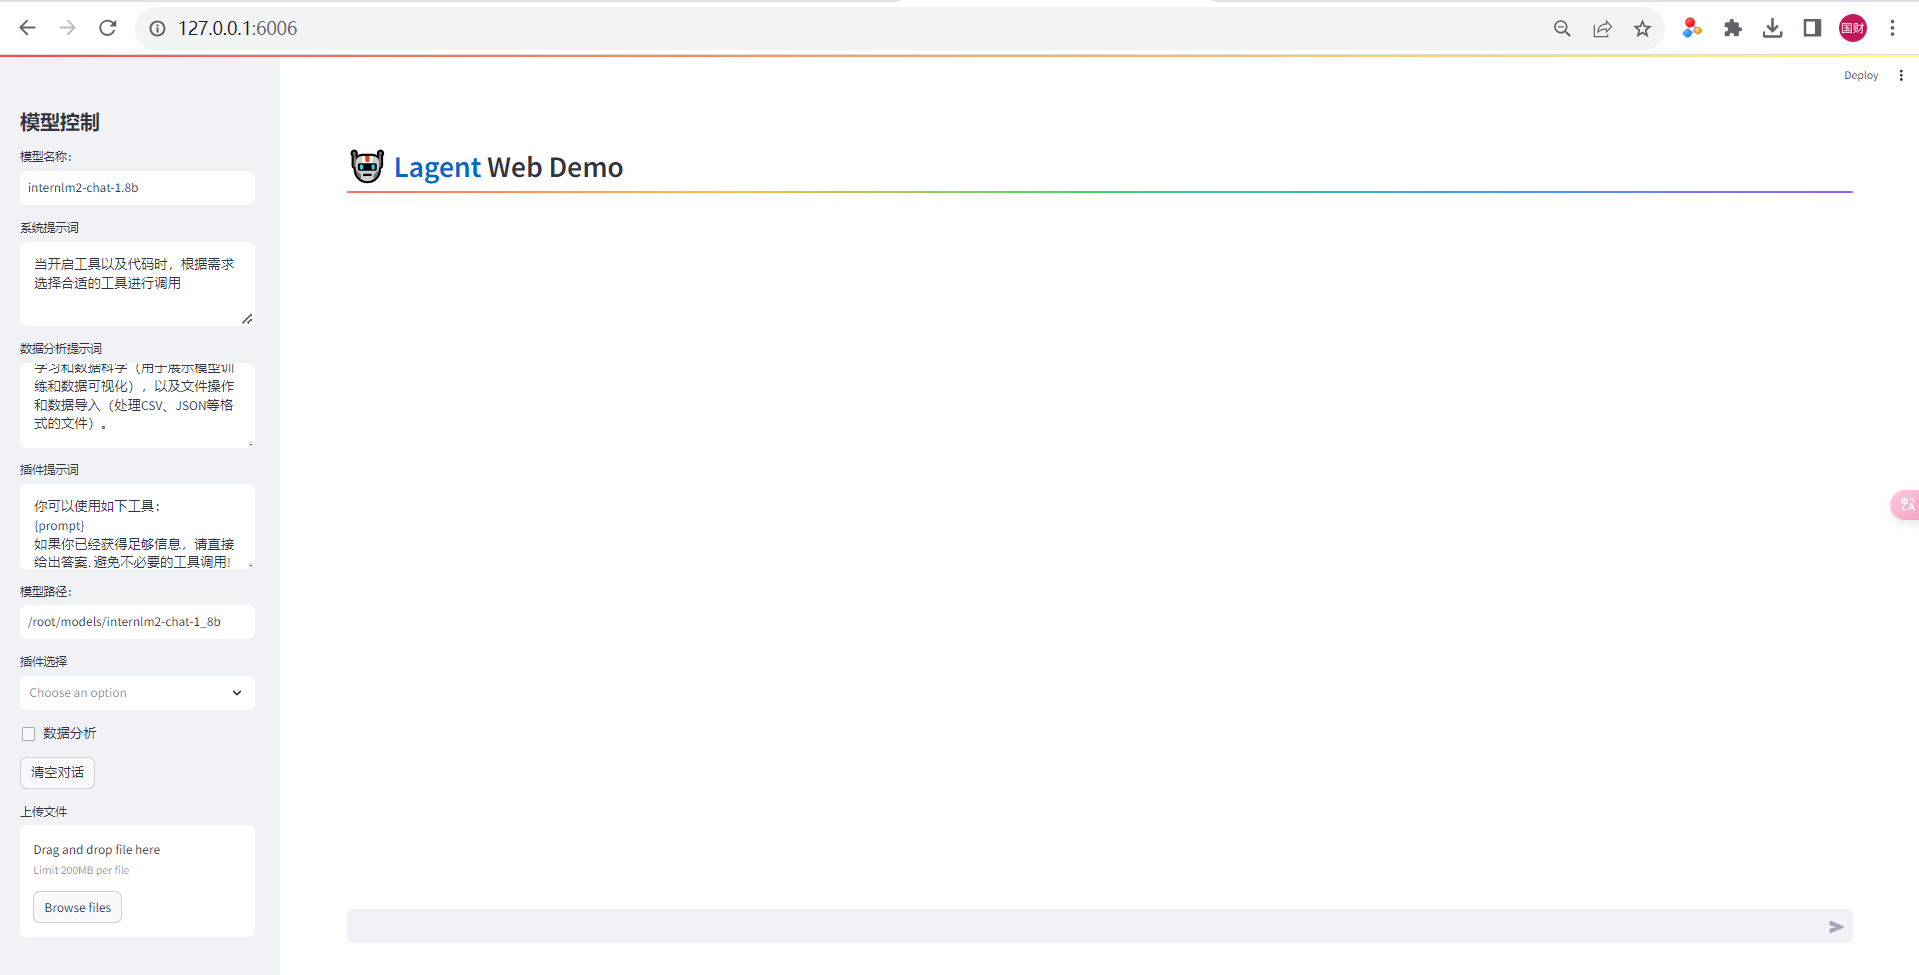 127.0.0.1:6006
国财
Deploy
模型控制
模型名称：
internlm2-chat-1.8b
系统提示词
当开启工具以及代码时，根据需求
选择合适的工具进行调用
数据分析提示词
学习和数据科学（用于展示模型训
练和数据可视化），以及文件操作
和数据导入（处理CSV、JSON等格
式的文件）。
插件提示词
你可以使用如下工具：
{prompt}
如果你已经获得足够信息，请直接
给出答案. 避免不必要的工具调用!
模型路径：
/root/models/internlm2-chat-1_8b
插件选择
Choose an option
数据分析
清空对话
上传文件
Drag and drop file here
Limit 200MB per file
Browse files
Lagent Web Demo
中A